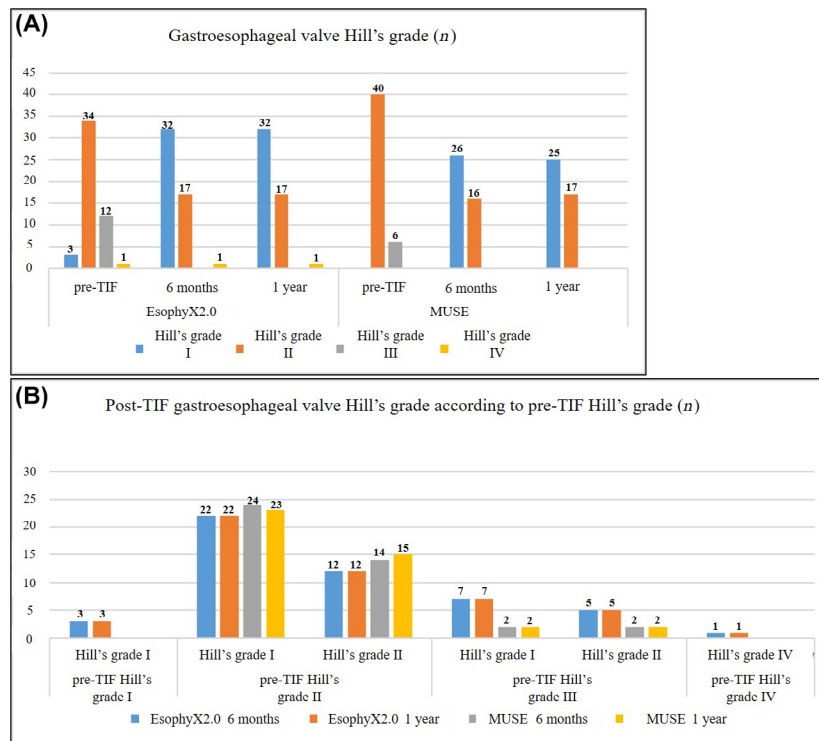 (A)
Gastroesophageal valve Hill's grade (n)
45
40
35
30
25
20
15
10
5
0
3
34
12
1
32
17
1
32
17
1
40
6
26
16
25
17
pre-TIF
6 months
1 year
pre-TIF
6 months
1 year
EsophyX2.0
MUSE
Hill's grade I
Hill's grade II
Hill's grade III
Hill's grade IV
(B)
Post-TIF gastroesophageal valve Hill's grade according to pre-TIF Hill's grade (n)
30
25
20
15
10
5
0
3
3
22
22
24
23
12
12
14
15
7
7
2
2
5
5
2
2
1
1
Hill's grade I
Hill's grade I
Hill's grade II
Hill's grade I
Hill's grade II
Hill's grade IV
pre-TIF Hill's
grade I
pre-TIF Hill's
grade II
pre-TIF Hill's
grade III
pre-TIF Hill's
grade IV
EsophyX2.0 6 months
EsophyX2.0 1 year
MUSE 6 months
MUSE 1 year